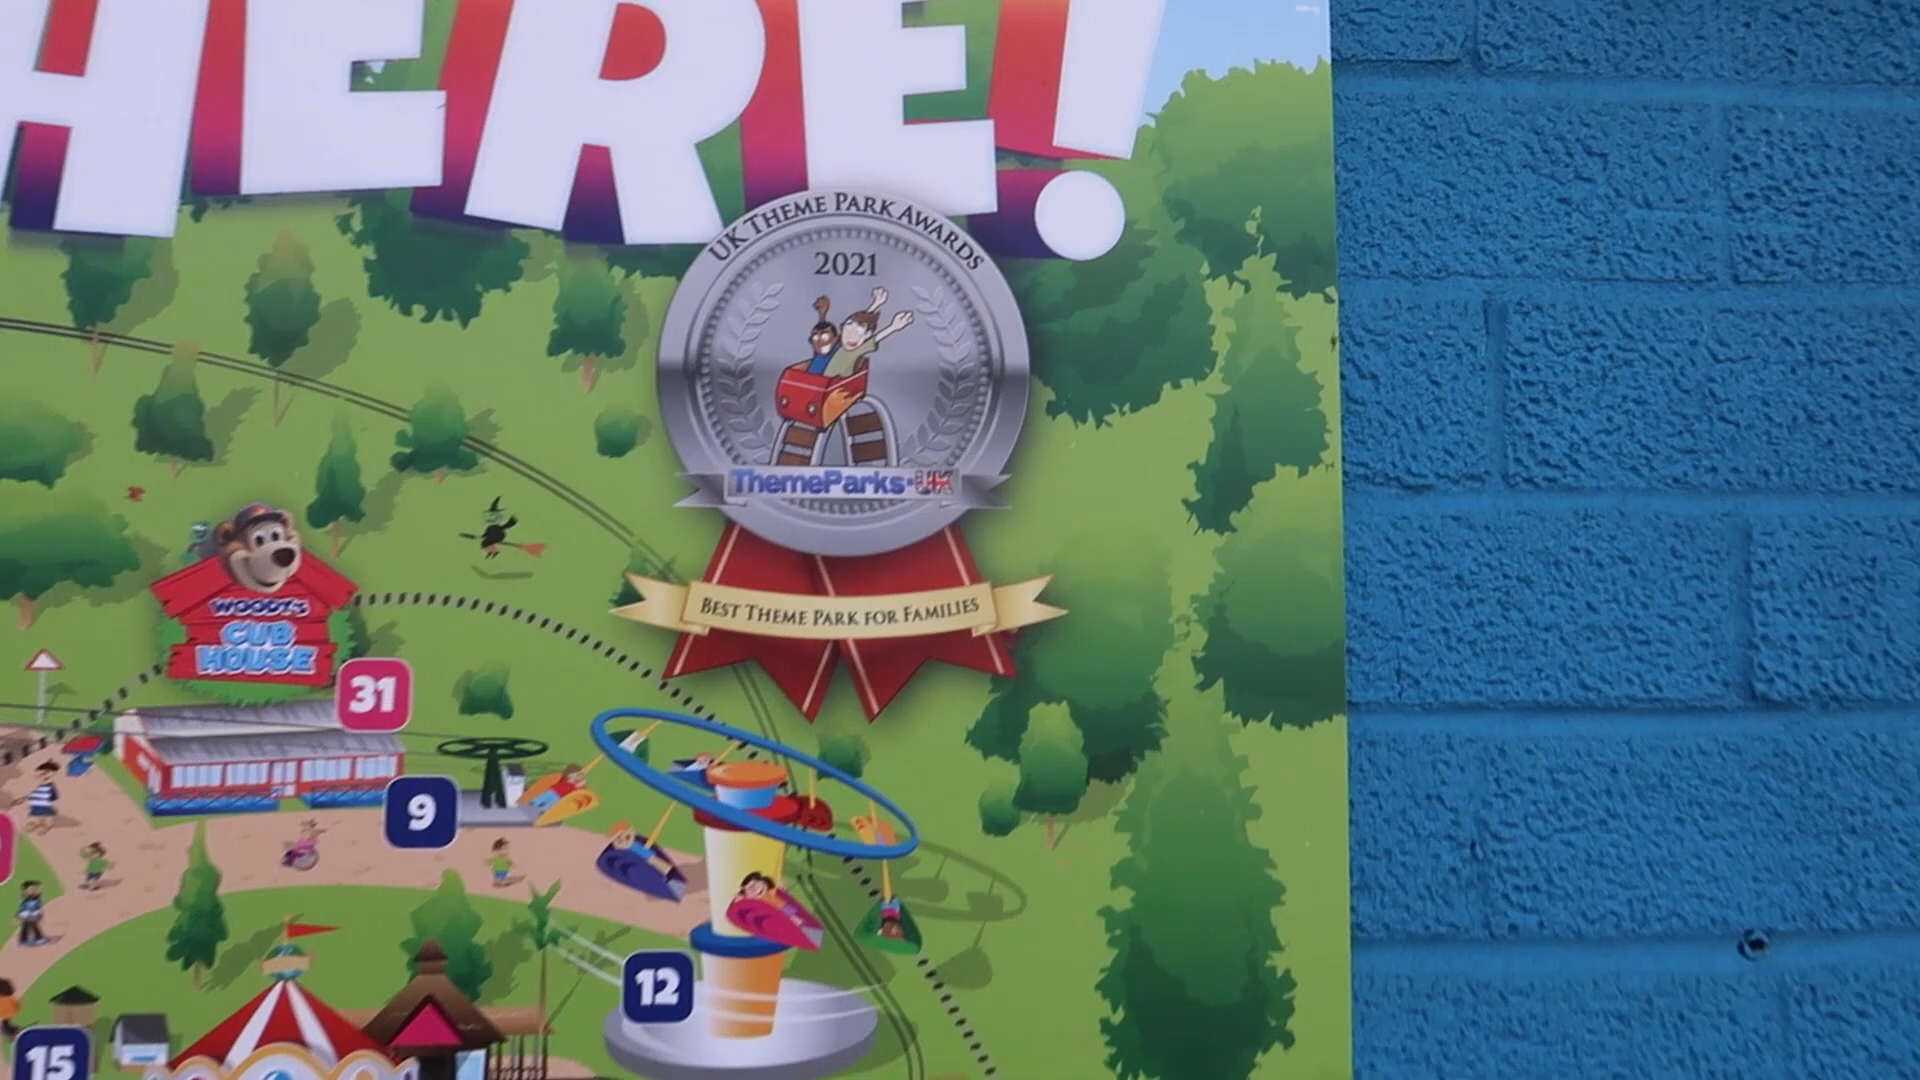 HERE!
UK THEME PARK AWARDS
2021
ThemeParks-UK
BEST THEME PARK FOR FAMILIES
WOODY'S
CUB
HOUSE
31
9
12
15